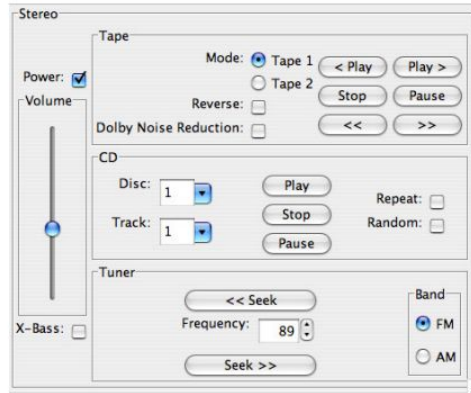 Stereo
Power:
Volume
X-Bass:
Tape
Mode: Tape 1
Tape 2
Reverse:
Dolby Noise Reduction:
< Play Play >
Stop Pause
<< >>
CD
Disc: 1
Track: 1
Play
Stop
Pause
Repeat:
Random:
Tuner
<< Seek
Frequency: 89
Seek >>
Band
FM
AM